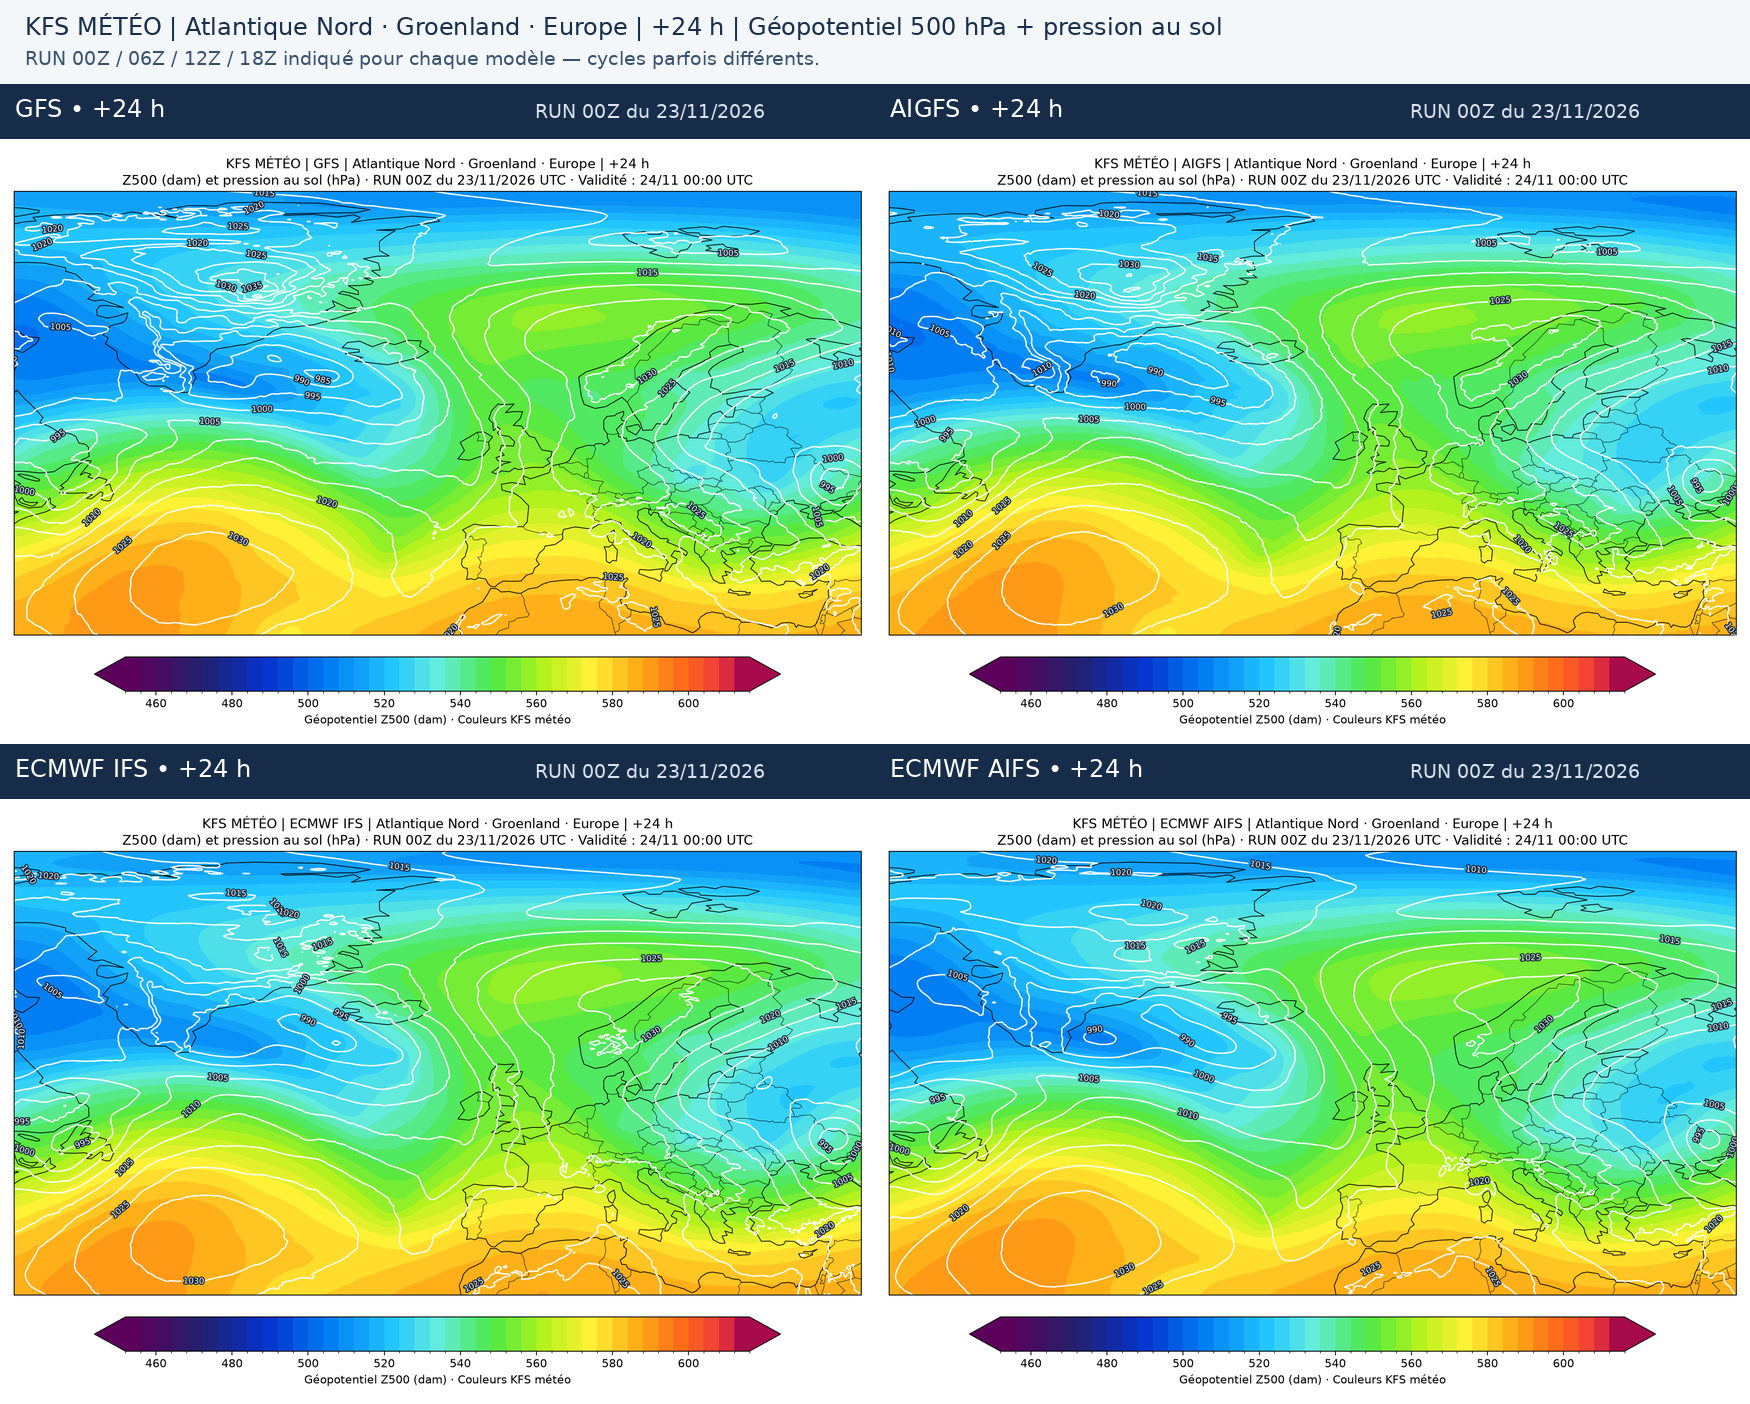 KFS MÉTÉO | Atlantique Nord · Groenland · Europe | +24 h | Géopotentiel 500 hPa + pression au sol
RUN 00Z / 06Z / 12Z / 18Z indiqué pour chaque modèle — cycles parfois différents.
GFS • +24 h
RUN 00Z du 23/11/2026
AIGFS • +24 h
RUN 00Z du 23/11/2026
KFS MÉTÉO | GFS | Atlantique Nord · Groenland · Europe | +24 h
Z500 (dam) et pression au sol (hPa) · RUN 00Z du 23/11/2026 UTC · Validité : 24/11 00:00 UTC
KFS MÉTÉO | AIGFS | Atlantique Nord · Groenland · Europe | +24 h
Z500 (dam) et pression au sol (hPa) · RUN 00Z du 23/11/2026 UTC · Validité : 24/11 00:00 UTC
460 480 500 520 540 560 580 600
Géopotentiel Z500 (dam) · Couleurs KFS météo
460 480 500 520 540 560 580 600
Géopotentiel Z500 (dam) · Couleurs KFS météo
ECMWF IFS • +24 h
RUN 00Z du 23/11/2026
ECMWF AIFS • +24 h
RUN 00Z du 23/11/2026
KFS MÉTÉO | ECMWF IFS | Atlantique Nord · Groenland · Europe | +24 h
Z500 (dam) et pression au sol (hPa) · RUN 00Z du 23/11/2026 UTC · Validité : 24/11 00:00 UTC
KFS MÉTÉO | ECMWF AIFS | Atlantique Nord · Groenland · Europe | +24 h
Z500 (dam) et pression au sol (hPa) · RUN 00Z du 23/11/2026 UTC · Validité : 24/11 00:00 UTC
460 480 500 520 540 560 580 600
Géopotentiel Z500 (dam) · Couleurs KFS météo
460 480 500 520 540 560 580 600
Géopotentiel Z500 (dam) · Couleurs KFS météo